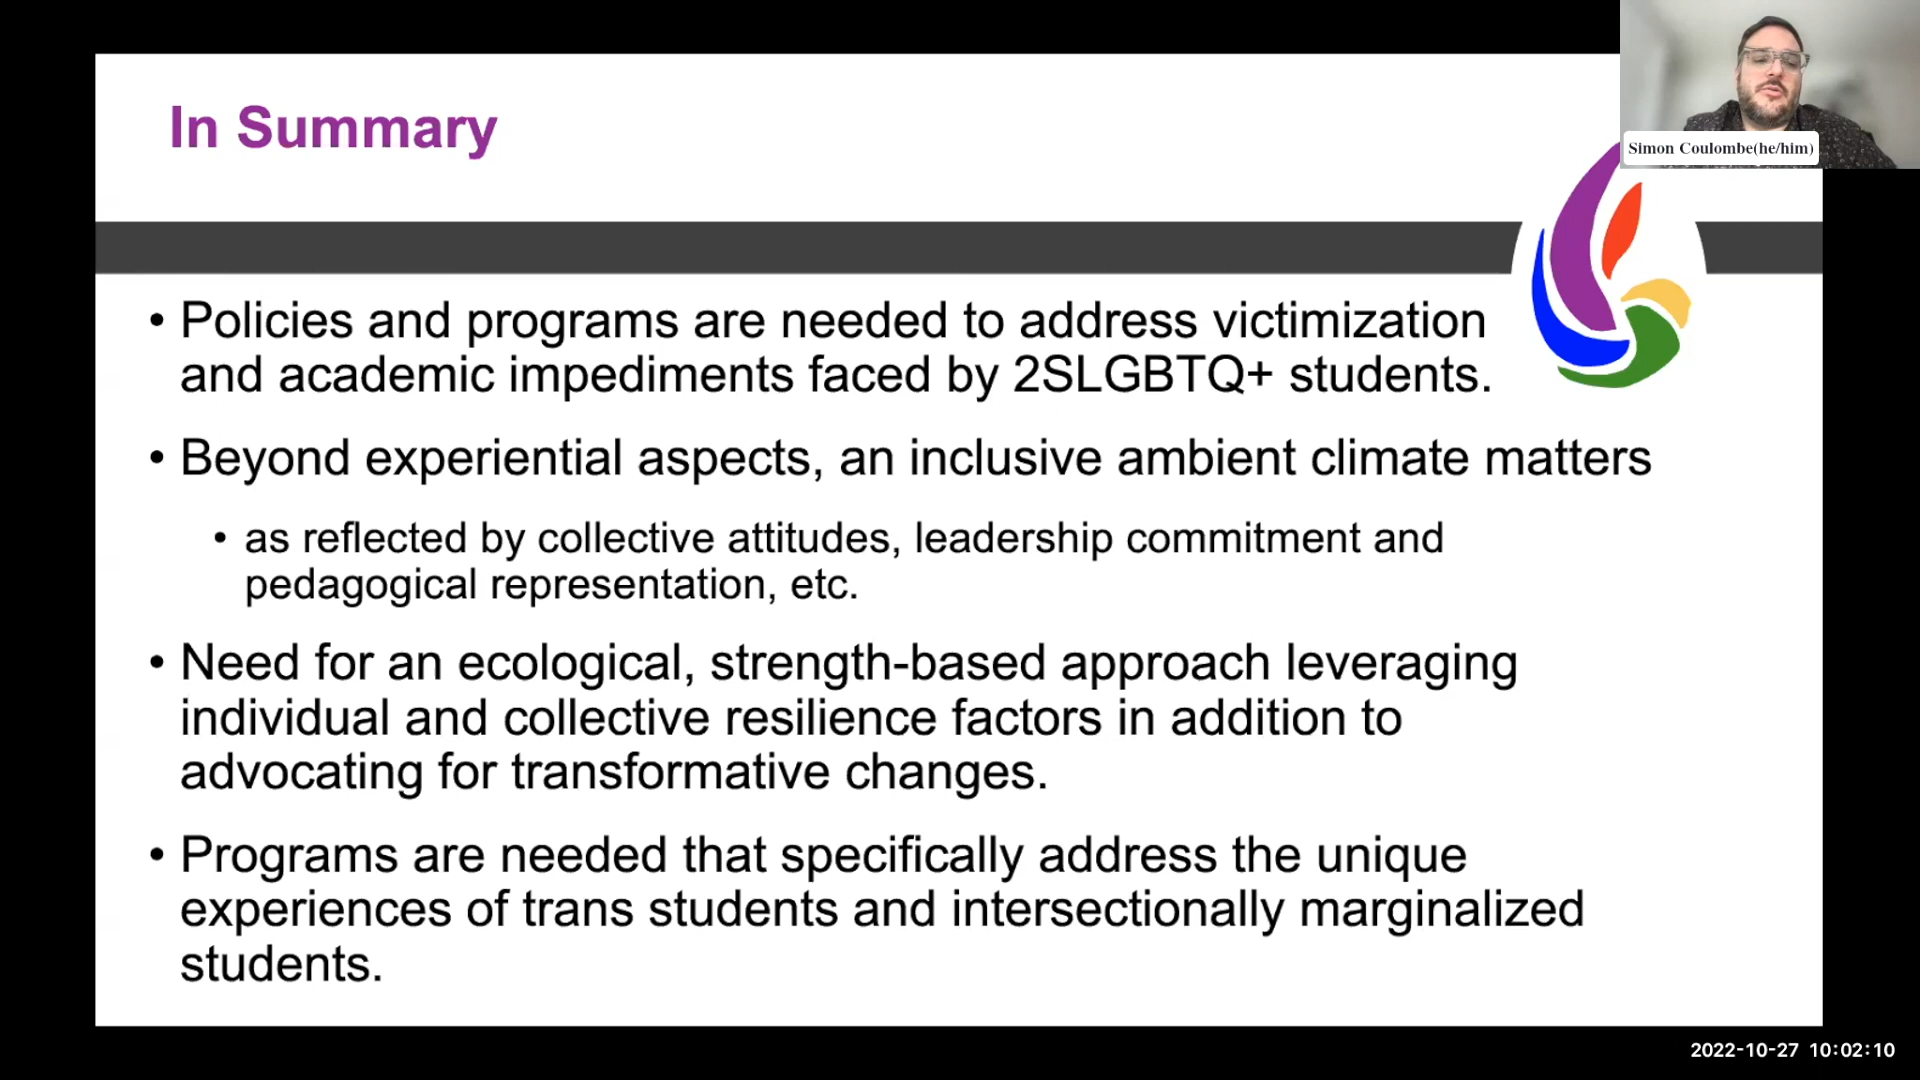 In Summary
Simon Coulombe(he/him)
• Policies and programs are needed to address victimization
and academic impediments faced by 2SLGBTQ+ students.
• Beyond experiential aspects, an inclusive ambient climate matters
• as reflected by collective attitudes, leadership commitment and
pedagogical representation, etc.
• Need for an ecological, strength-based approach leveraging
individual and collective resilience factors in addition to
advocating for transformative changes.
• Programs are needed that specifically address the unique
experiences of trans students and intersectionally marginalized
students.
2022-10-27 10:02:10